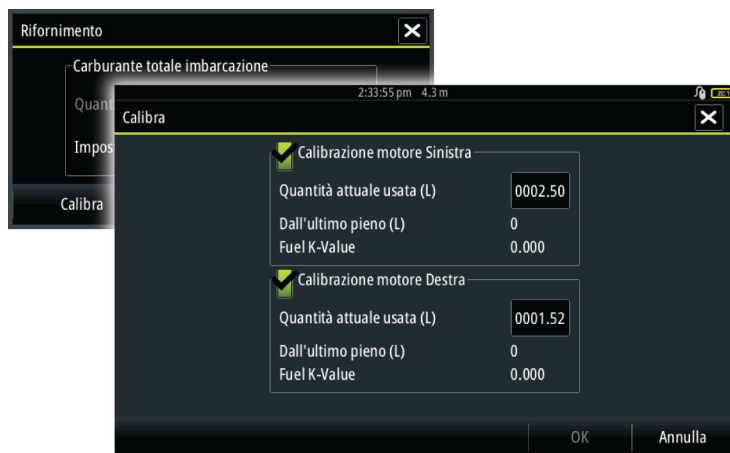 Rifornimento
Carburante totale imbarcazione
Calibra
2:33:55 pm 4.3 m
Calibra
Calibrazione motore Sinistra
Quantità attuale usata (L) 0002.50
Dall'ultimo pieno (L) 0
Fuel K-Value 0.000
Calibrazione motore Destra
Quantità attuale usata (L) 0001.52
Dall'ultimo pieno (L) 0
Fuel K-Value 0.000
OK Annulla